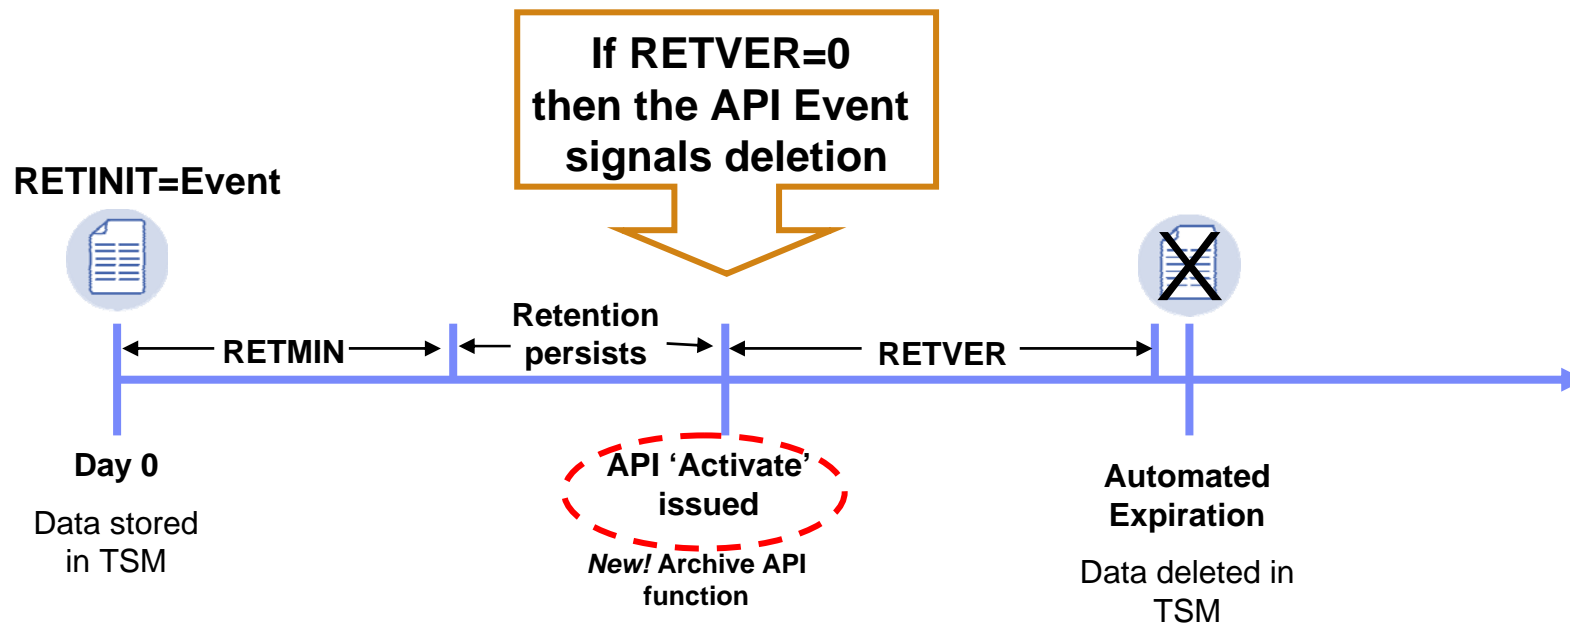 If RETVER=0
then the API Event
signals deletion
RETINIT=Event
RETMIN
Retention
persists
RETVER
Day 0
Data stored
in TSM
API ‘Activate’
issued
New! Archive API
function
Automated
Expiration
Data deleted in
TSM